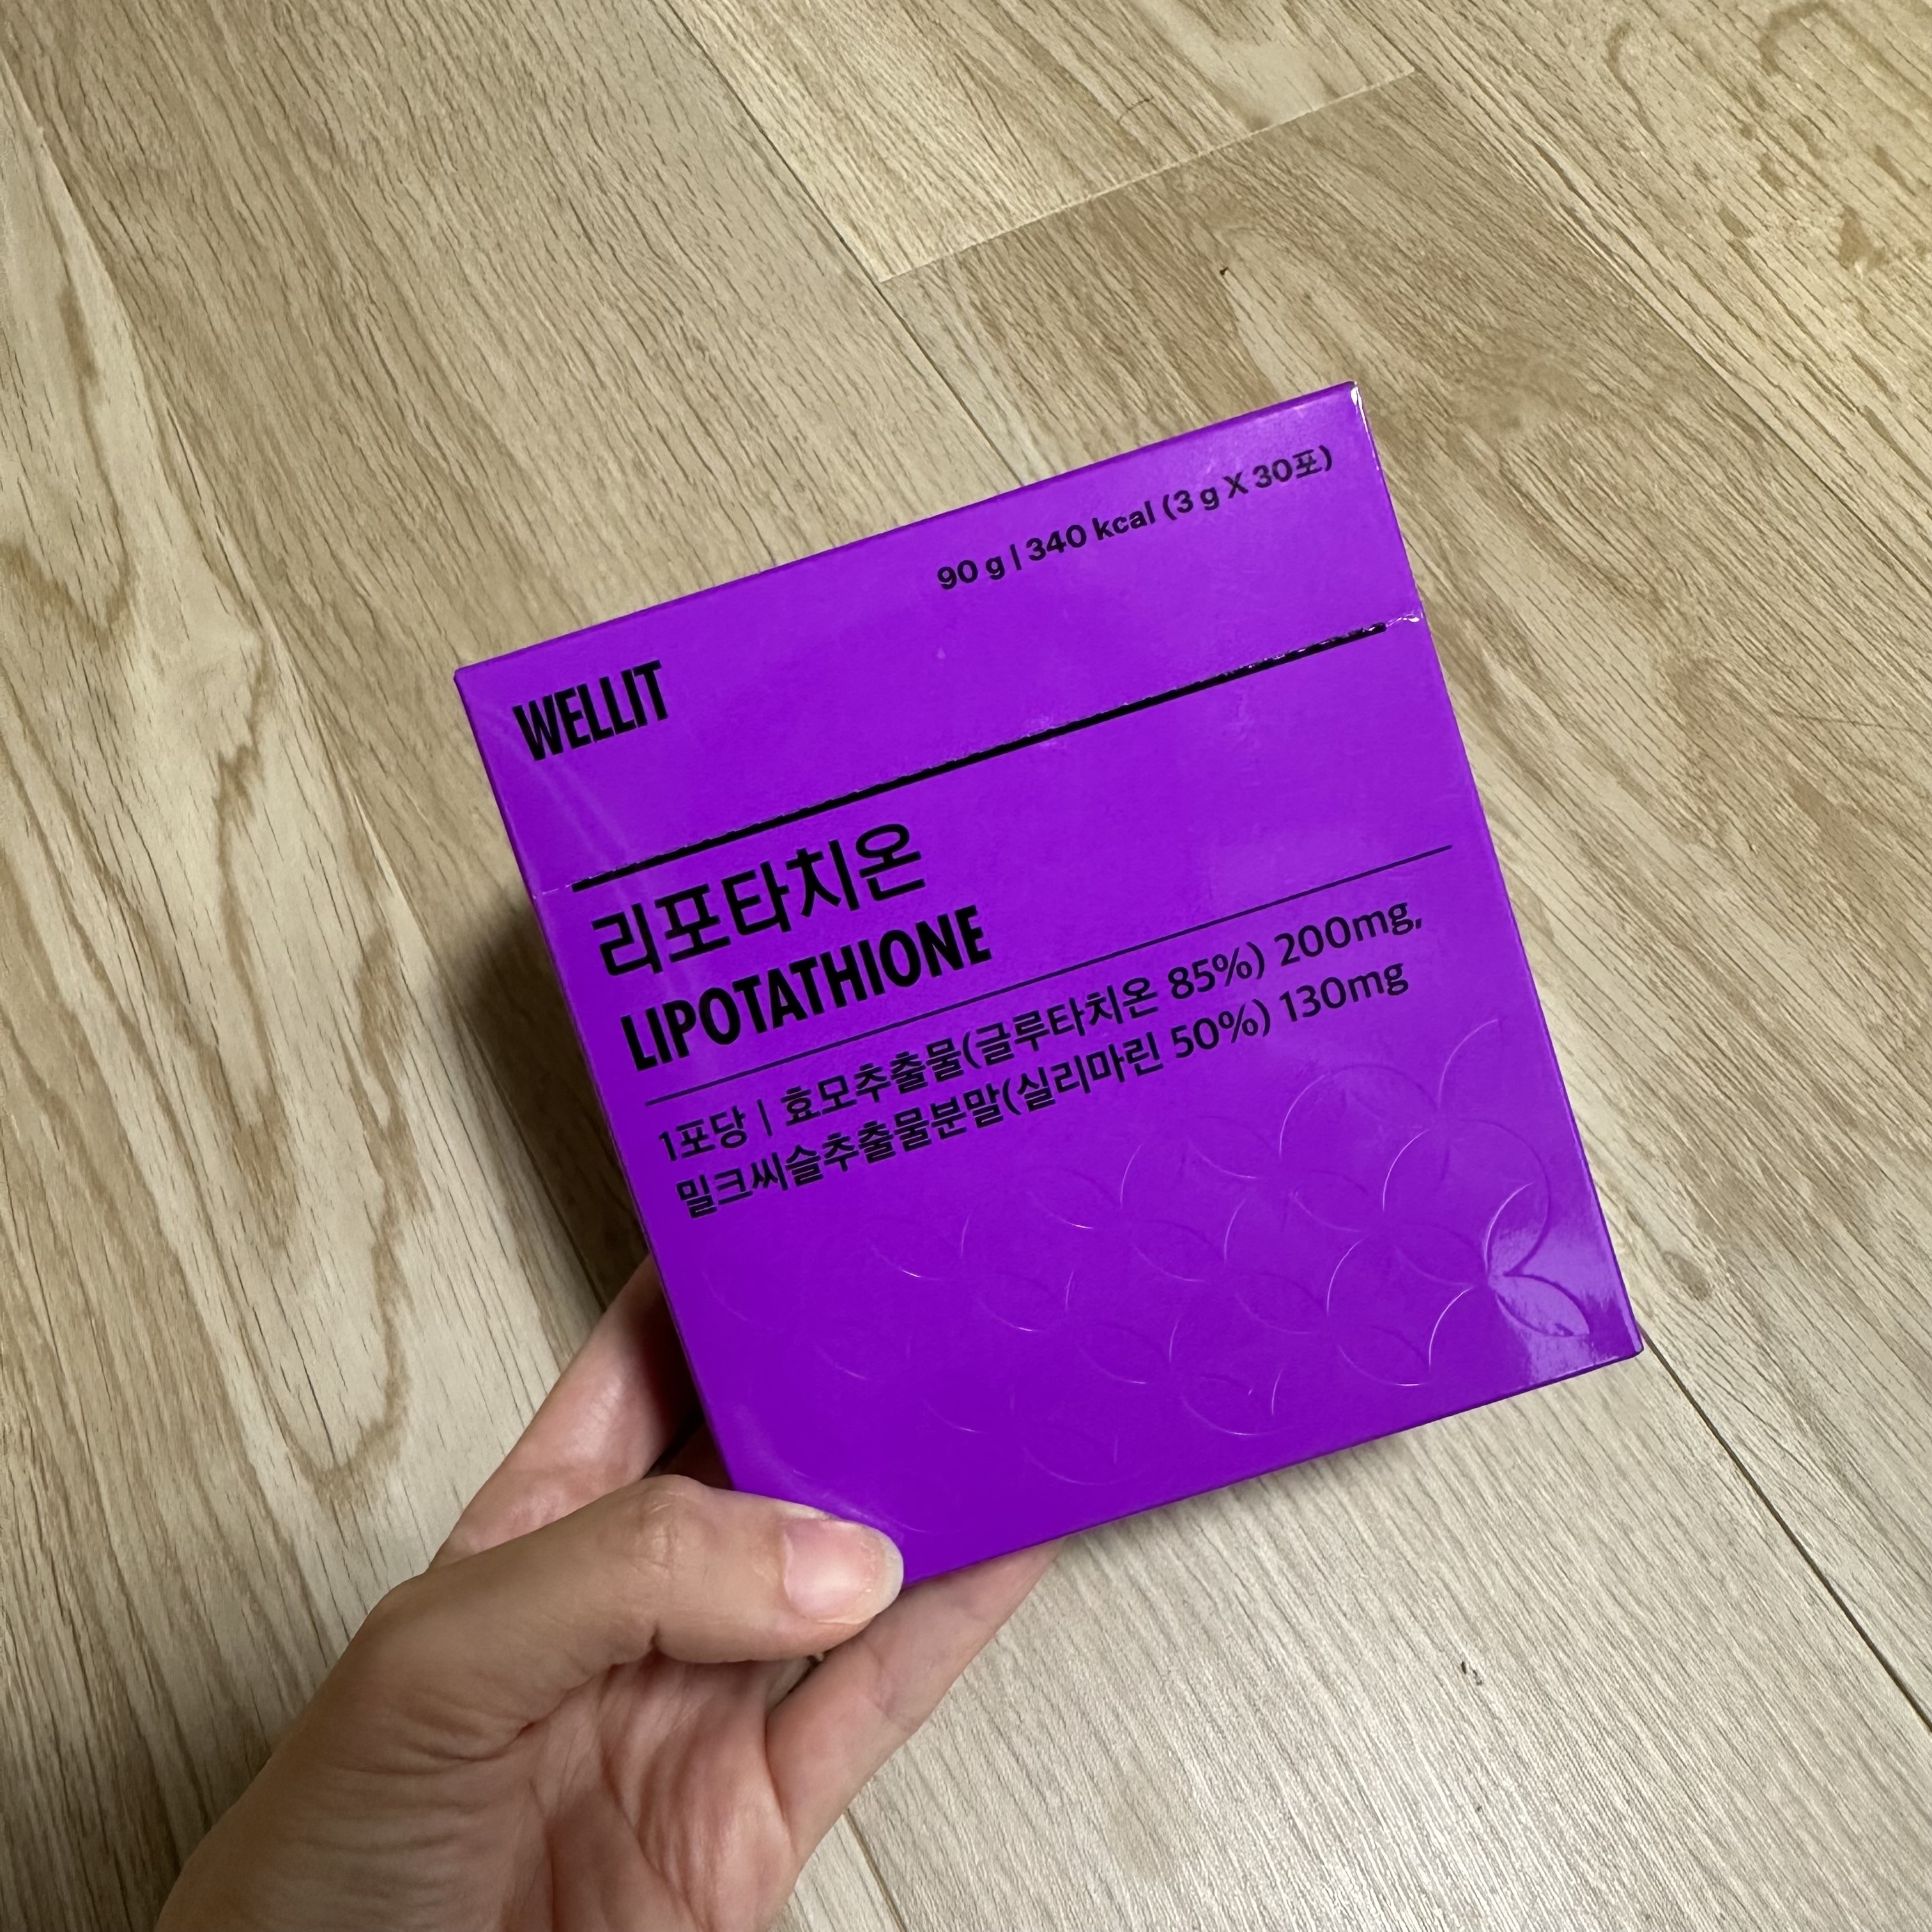 90 g | 340 kcal (3 g X 30포)
WELLIT
리포타치온
LIPOTATHIONE
1포당 | 효모추출물(글루타치온 85%) 200mg,
밀크씨슬추출물분말(실리마린 50%) 130mg